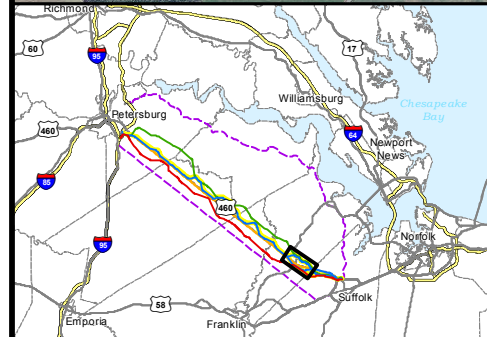 Richmond
60
95
17
Williamsburg
Chesapeake
Bay
Petersburg
460
64
Newport
News
85
460
95
Norfolk
58
Suffolk
Emporia
Franklin